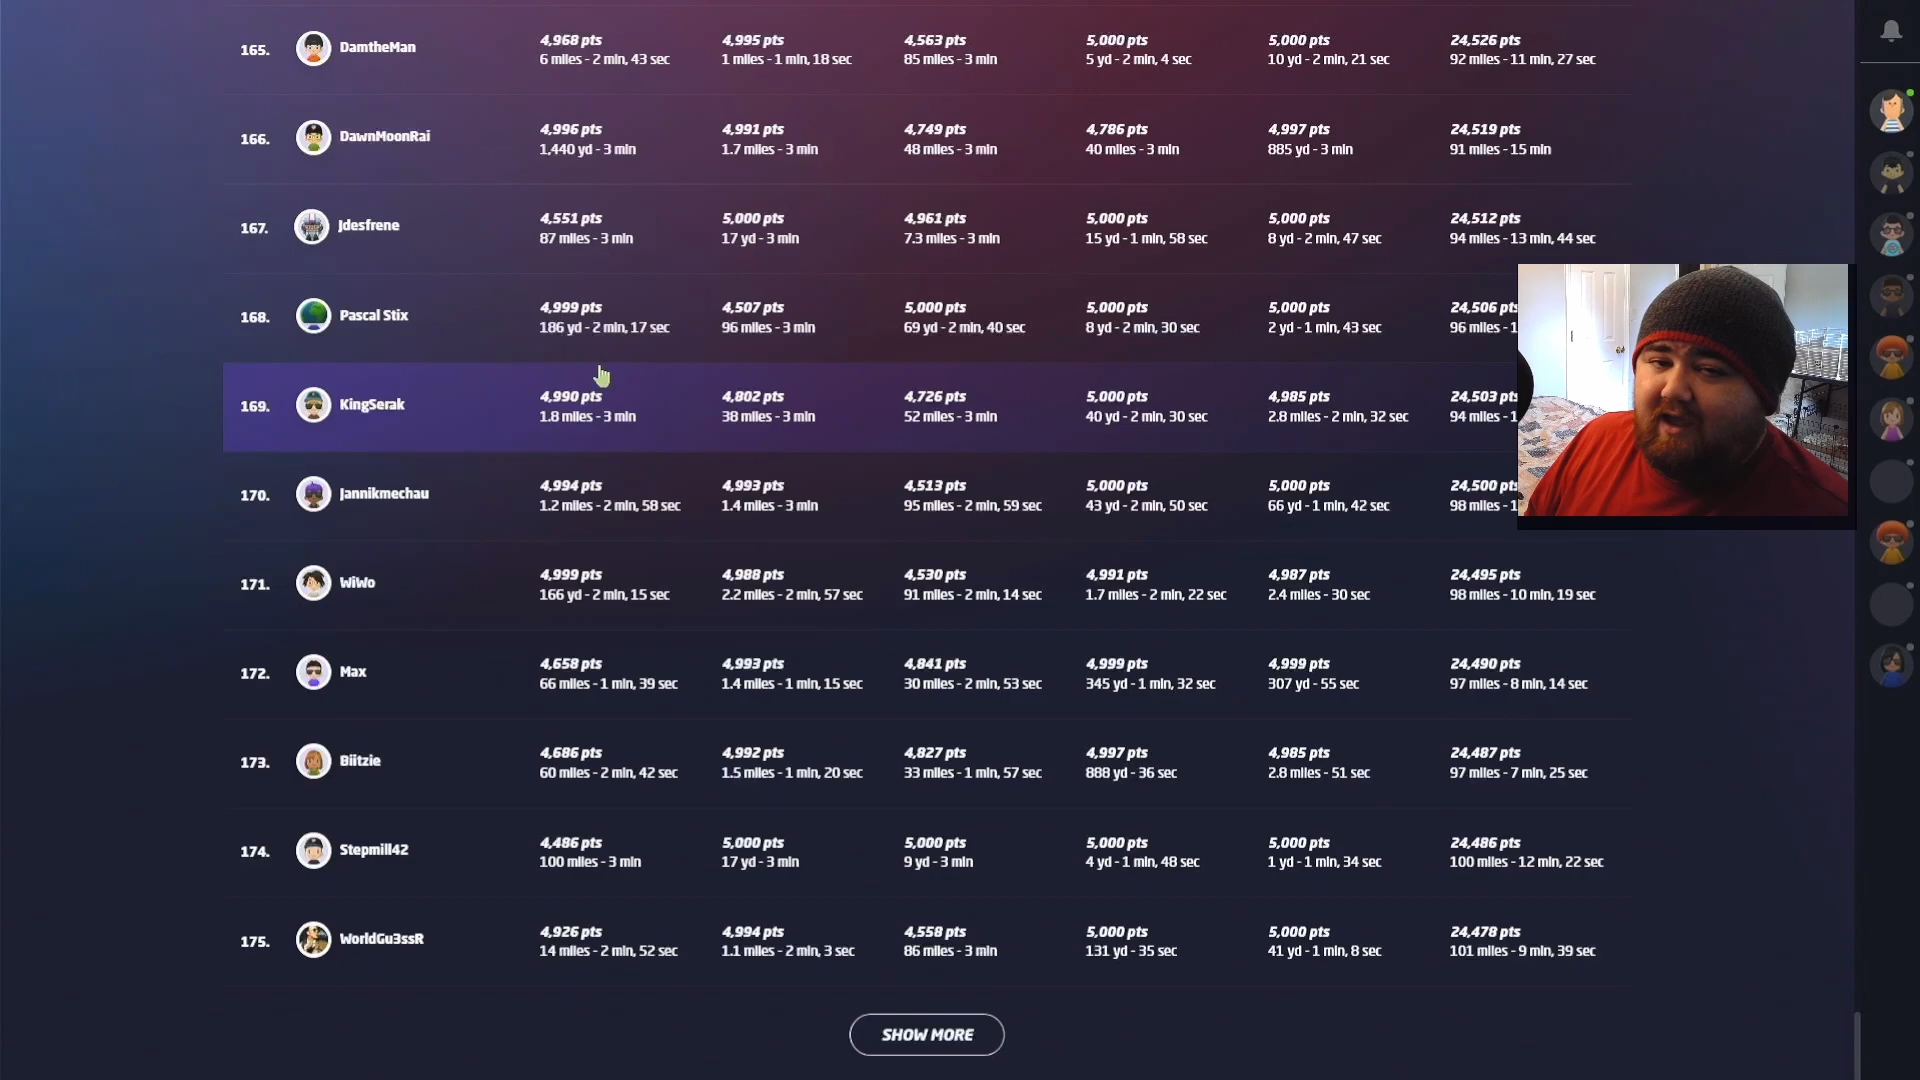 165. DamtheMan 4,968 pts 4,995 pts 4,563 pts 5,000 pts 5,000 pts 24,526 pts
6 miles - 2 min, 43 sec 1 miles - 1 min, 18 sec 85 miles - 3 min 5 yd - 2 min, 4 sec 10 yd - 2 min, 21 sec 92 miles - 11 min, 27 sec
166. DawnMoonRai 4,996 pts 4,991 pts 4,749 pts 4,786 pts 4,997 pts 24,519 pts
1,440 yd - 3 min 1.7 miles - 3 min 48 miles - 3 min 40 miles - 3 min 885 yd - 3 min 91 miles - 15 min
167. Jdesfrene 4,551 pts 5,000 pts 4,961 pts 5,000 pts 5,000 pts 24,512 pts
87 miles - 3 min 17 yd - 3 min 7.3 miles - 3 min 15 yd - 1 min, 58 sec 8 yd - 2 min, 47 sec 94 miles - 13 min, 44 sec
168. Pascal Stix 4,999 pts 4,507 pts 5,000 pts 5,000 pts 5,000 pts 24,506 pts
186 yd - 2 min, 17 sec 96 miles - 3 min 69 yd - 2 min, 40 sec 8 yd - 2 min, 30 sec 2 yd - 1 min, 43 sec 96 miles - 1
169. KingSerak 4,990 pts 4,802 pts 4,726 pts 5,000 pts 4,985 pts 24,503 pts
1.8 miles - 3 min 38 miles - 3 min 52 miles - 3 min 40 yd - 2 min, 30 sec 2.8 miles - 2 min, 32 sec 94 miles - 1
170. Jannikmechau 4,994 pts 4,993 pts 4,513 pts 5,000 pts 5,000 pts 24,500 pts
1.2 miles - 2 min, 58 sec 1.4 miles - 3 min 95 miles - 2 min, 59 sec 43 yd - 2 min, 50 sec 66 yd - 1 min, 42 sec 98 miles - 1
171. WiWo 4,999 pts 4,988 pts 4,530 pts 4,991 pts 4,987 pts 24,495 pts
166 yd - 2 min, 15 sec 2.2 miles - 2 min, 57 sec 91 miles - 2 min, 14 sec 1.7 miles - 2 min, 22 sec 2.4 miles - 30 sec 98 miles - 10 min, 19 sec
172. Max 4,658 pts 4,993 pts 4,841 pts 4,999 pts 4,999 pts 24,490 pts
66 miles - 1 min, 39 sec 1.4 miles - 1 min, 15 sec 30 miles - 2 min, 53 sec 345 yd - 1 min, 32 sec 307 yd - 55 sec 97 miles - 8 min, 14 sec
173. Biitzie 4,686 pts 4,992 pts 4,827 pts 4,997 pts 4,985 pts 24,487 pts
60 miles - 2 min, 42 sec 1.5 miles - 1 min, 20 sec 33 miles - 1 min, 57 sec 888 yd - 36 sec 2.8 miles - 51 sec 97 miles - 7 min, 25 sec
174. Stepmill42 4,486 pts 5,000 pts 5,000 pts 5,000 pts 5,000 pts 24,486 pts
100 miles - 3 min 17 yd - 3 min 9 yd - 3 min 4 yd - 1 min, 48 sec 1 yd - 1 min, 34 sec 100 miles - 12 min, 22 sec
175. WorldGu3ssR 4,926 pts 4,994 pts 4,558 pts 5,000 pts 5,000 pts 24,478 pts
14 miles - 2 min, 52 sec 1.1 miles - 2 min, 3 sec 86 miles - 3 min 131 yd - 35 sec 41 yd - 1 min, 8 sec 101 miles - 9 min, 39 sec
SHOW MORE